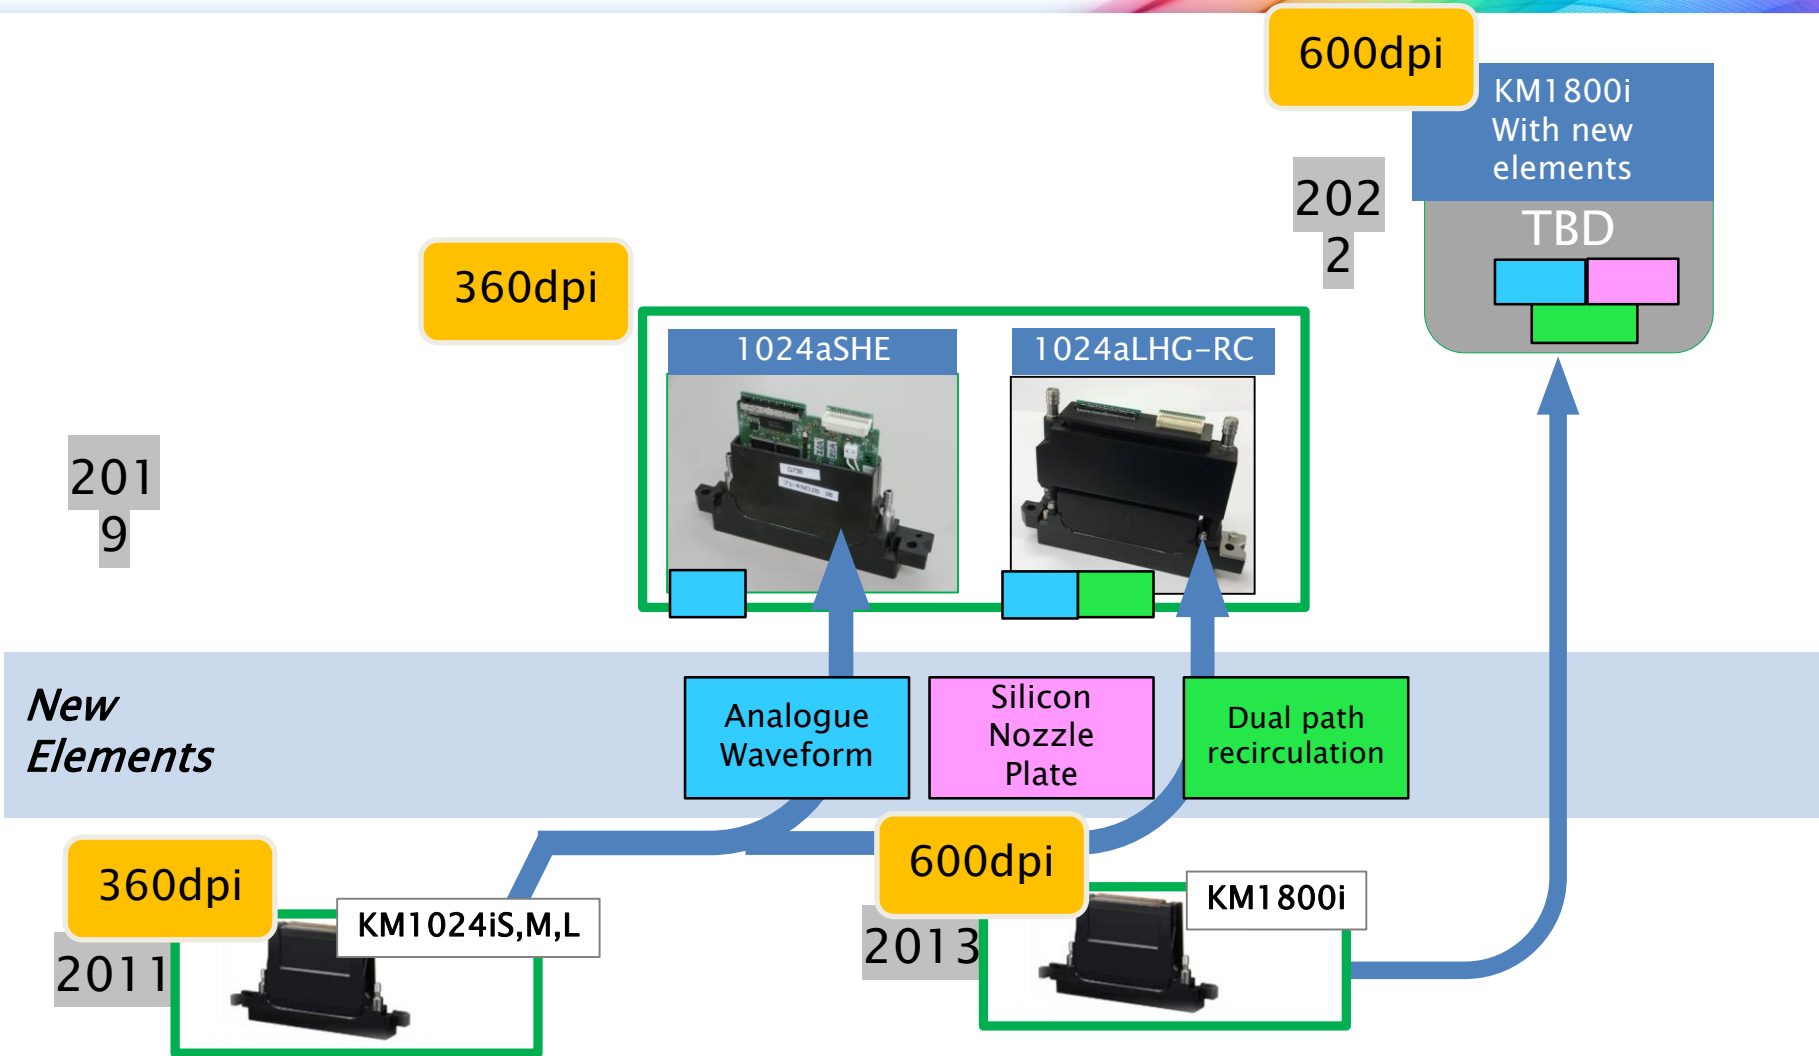 600dpi
KM1800i
With new
elements
202
2
TBD
360dpi
1024aSHE
1024aLHG-RC
201
9
New
Elements
Analogue
Waveform
Silicon
Nozzle
Plate
Dual path
recirculation
360dpi
KM1024iS,M,L
2011
600dpi
KM1800i
2013